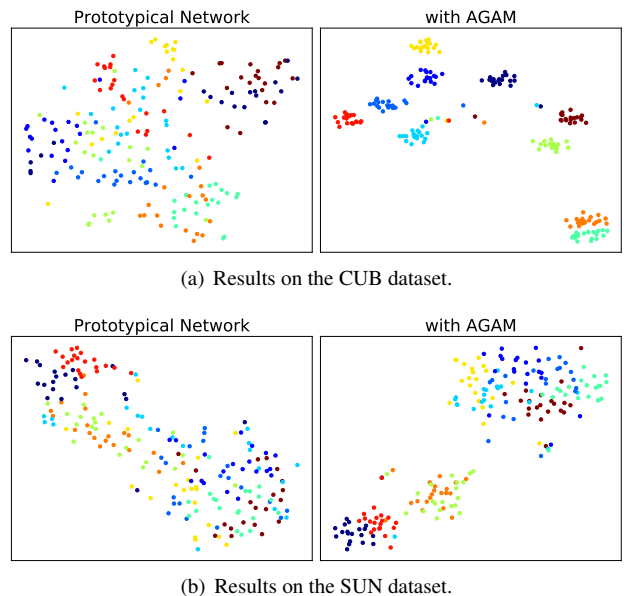 Prototypical Network
with AGAM
(a) Results on the CUB dataset.
Prototypical Network
with AGAM
(b) Results on the SUN dataset.